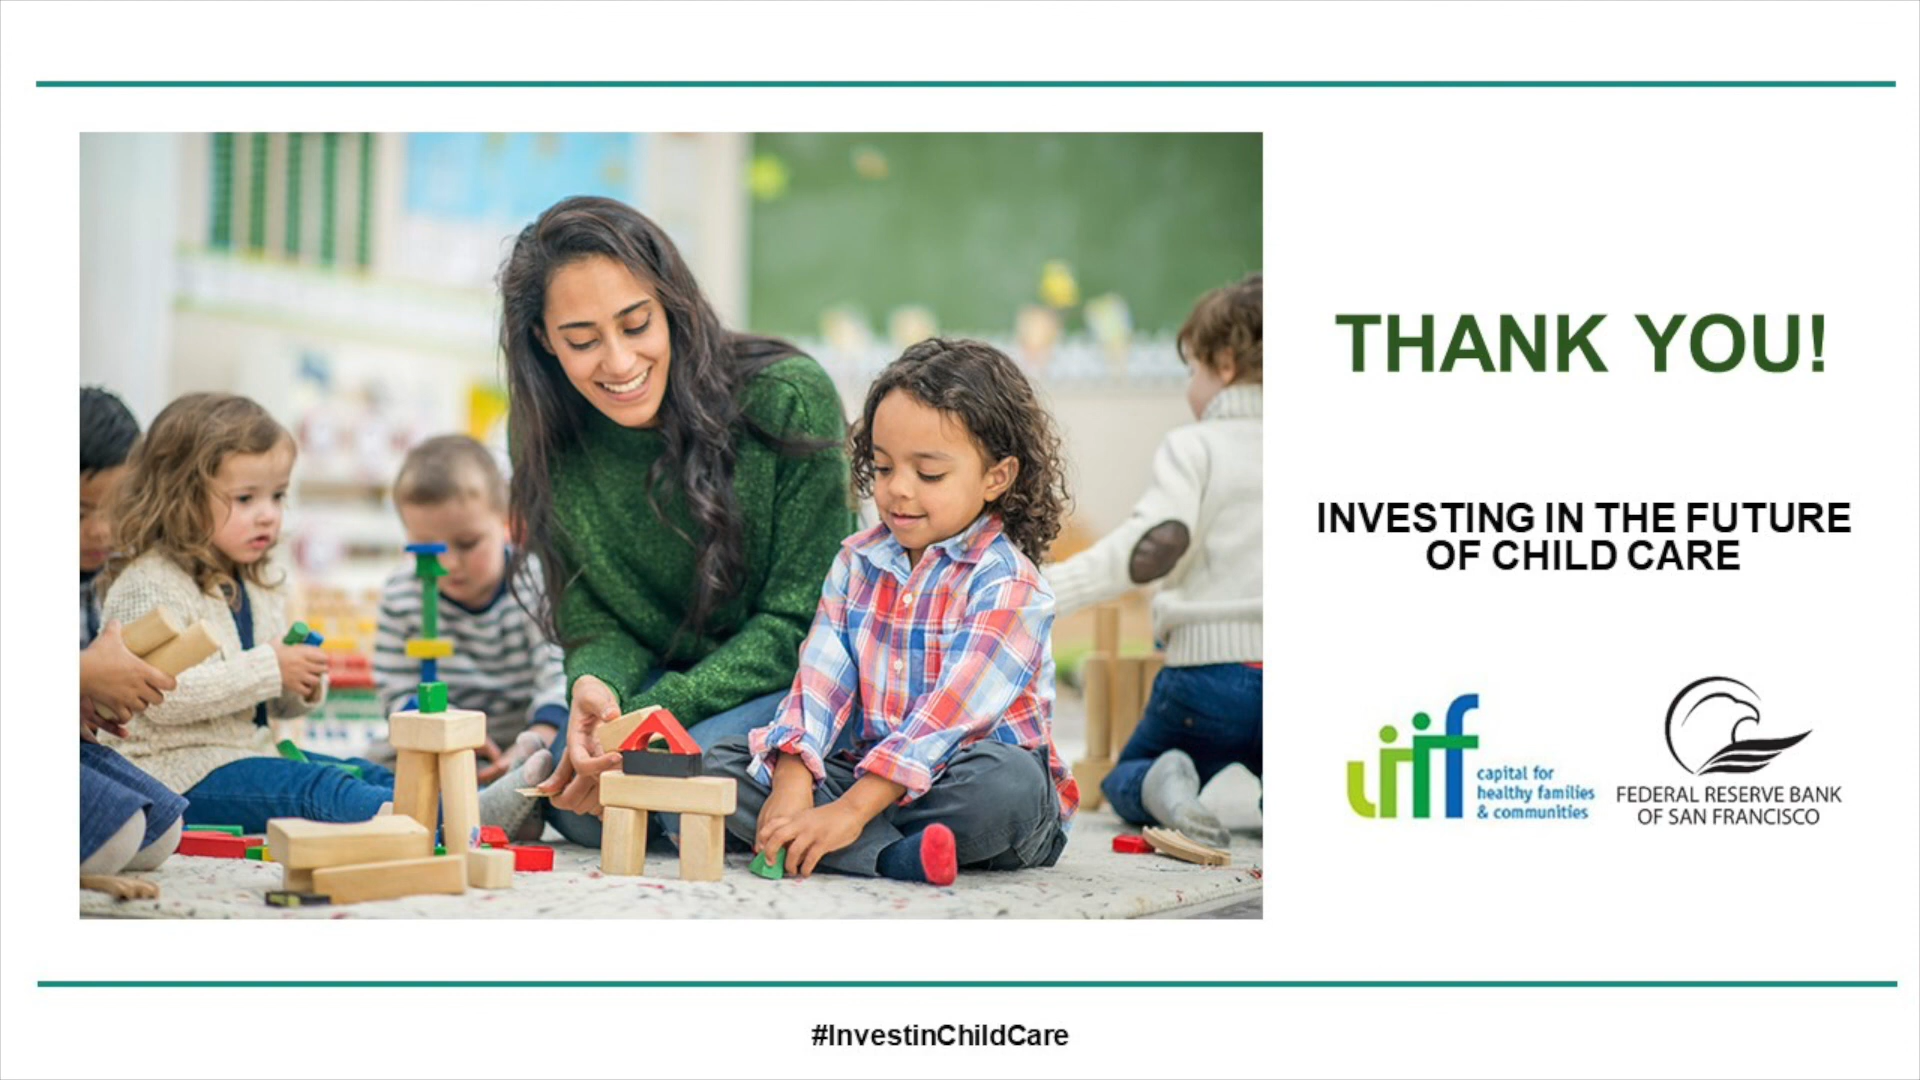 THANK YOU!
INVESTING IN THE FUTURE
OF CHILD CARE
liif
capital for
healthy families
& communities
FEDERAL RESERVE BANK
OF SAN FRANCISCO
#InvestinChildCare